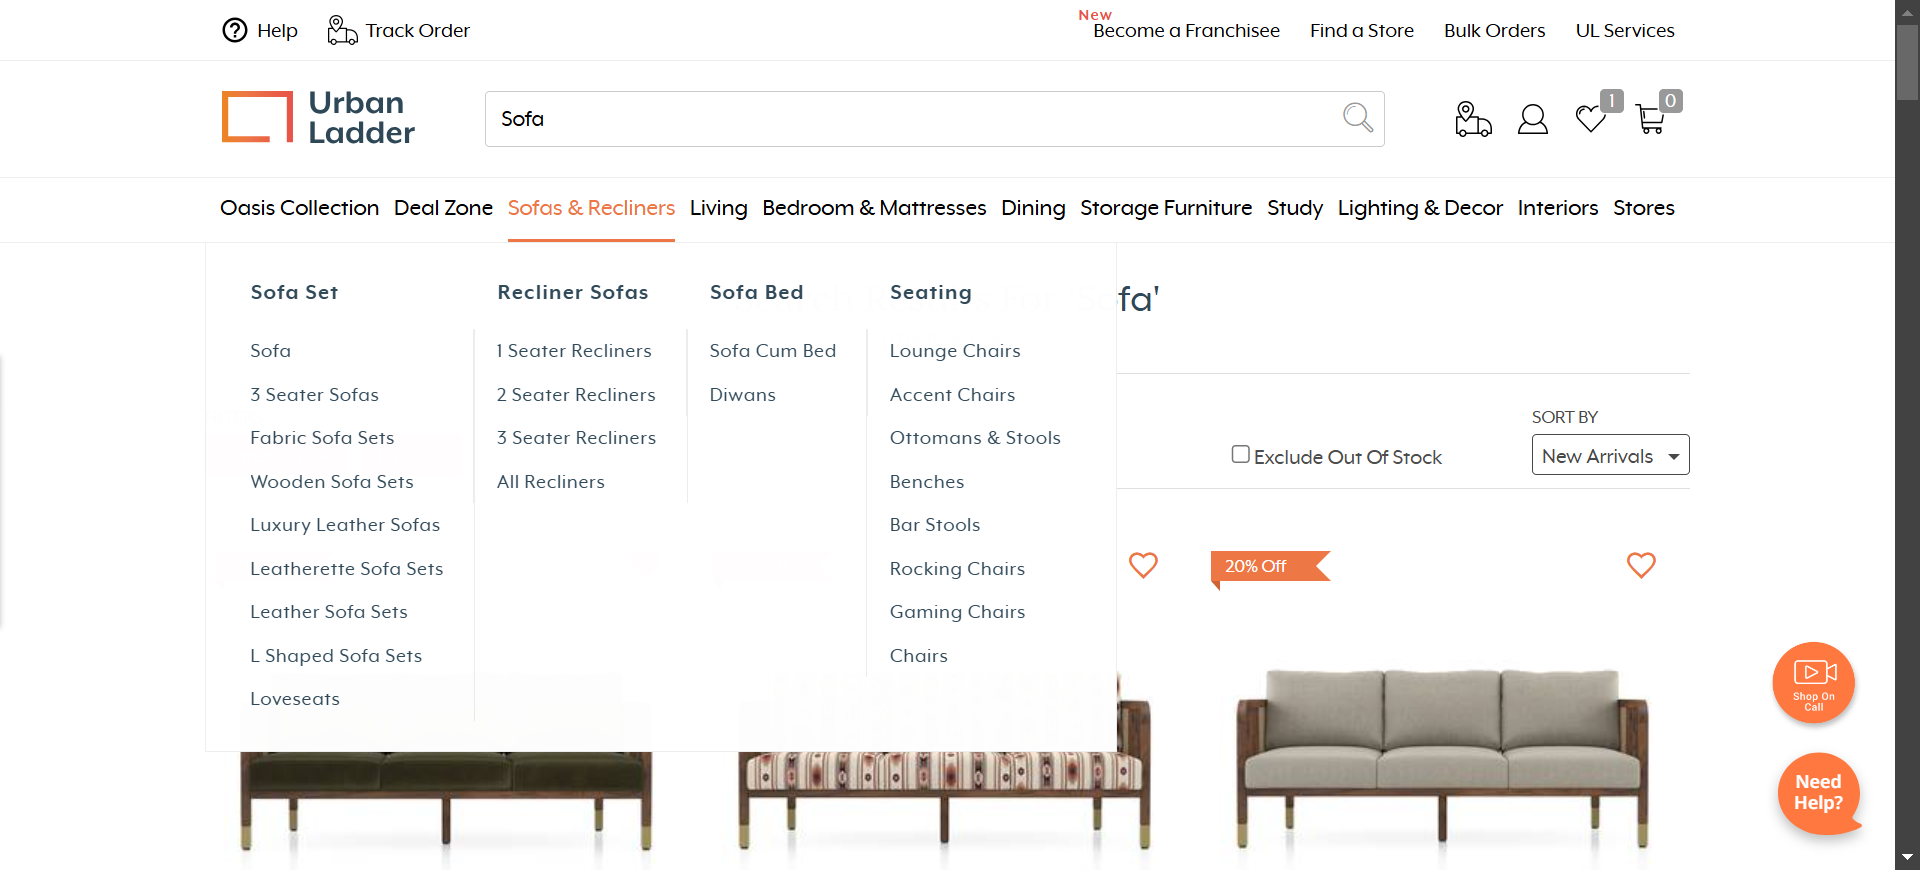 Help
Track Order
New
Become a Franchisee
Find a Store
Bulk Orders
UL Services
Urban
Ladder
Sofa
1
0
Oasis Collection
Deal Zone
Sofas & Recliners
Living
Bedroom & Mattresses
Dining
Storage Furniture
Study
Lighting & Decor
Interiors
Stores
fa'
Sofa Set
Sofa
3 Seater Sofas
Fabric Sofa Sets
Wooden Sofa Sets
Luxury Leather Sofas
Leatherette Sofa Sets
Leather Sofa Sets
L Shaped Sofa Sets
Loveseats
Recliner Sofas
1 Seater Recliners
2 Seater Recliners
3 Seater Recliners
All Recliners
Sofa Bed
Sofa Cum Bed
Diwans
Seating
Lounge Chairs
Accent Chairs
Ottomans & Stools
Benches
Bar Stools
Rocking Chairs
Gaming Chairs
Chairs
Exclude Out Of Stock
SORT BY
New Arrivals
20% Off
Shop On
Call
Need
Help?